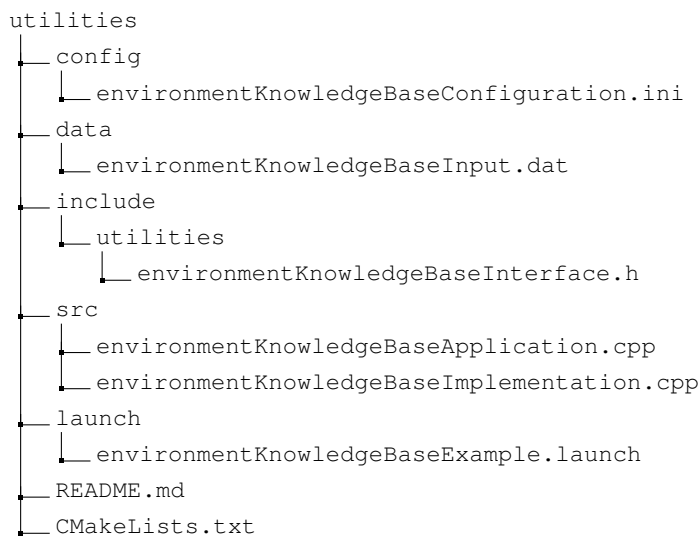 utilities
config
environmentKnowledgeBaseConfiguration.ini
data
environmentKnowledgeBaseInput.dat
include
utilities
environmentKnowledgeBaseInterface.h
src
environmentKnowledgeBaseApplication.cpp
environmentKnowledgeBaseImplementation.cpp
launch
environmentKnowledgeBaseExample.launch
README.md
CMakeLists.txt